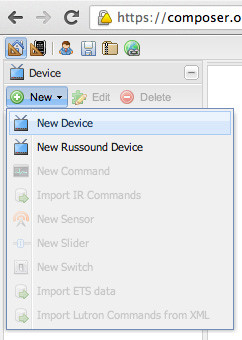 https://composer.o
Device
New Edit Delete
New Device
New Russound Device
New Command
Import IR Commands
New Sensor
New Slider
New Switch
Import ETS data
Import Lutron Commands from XML